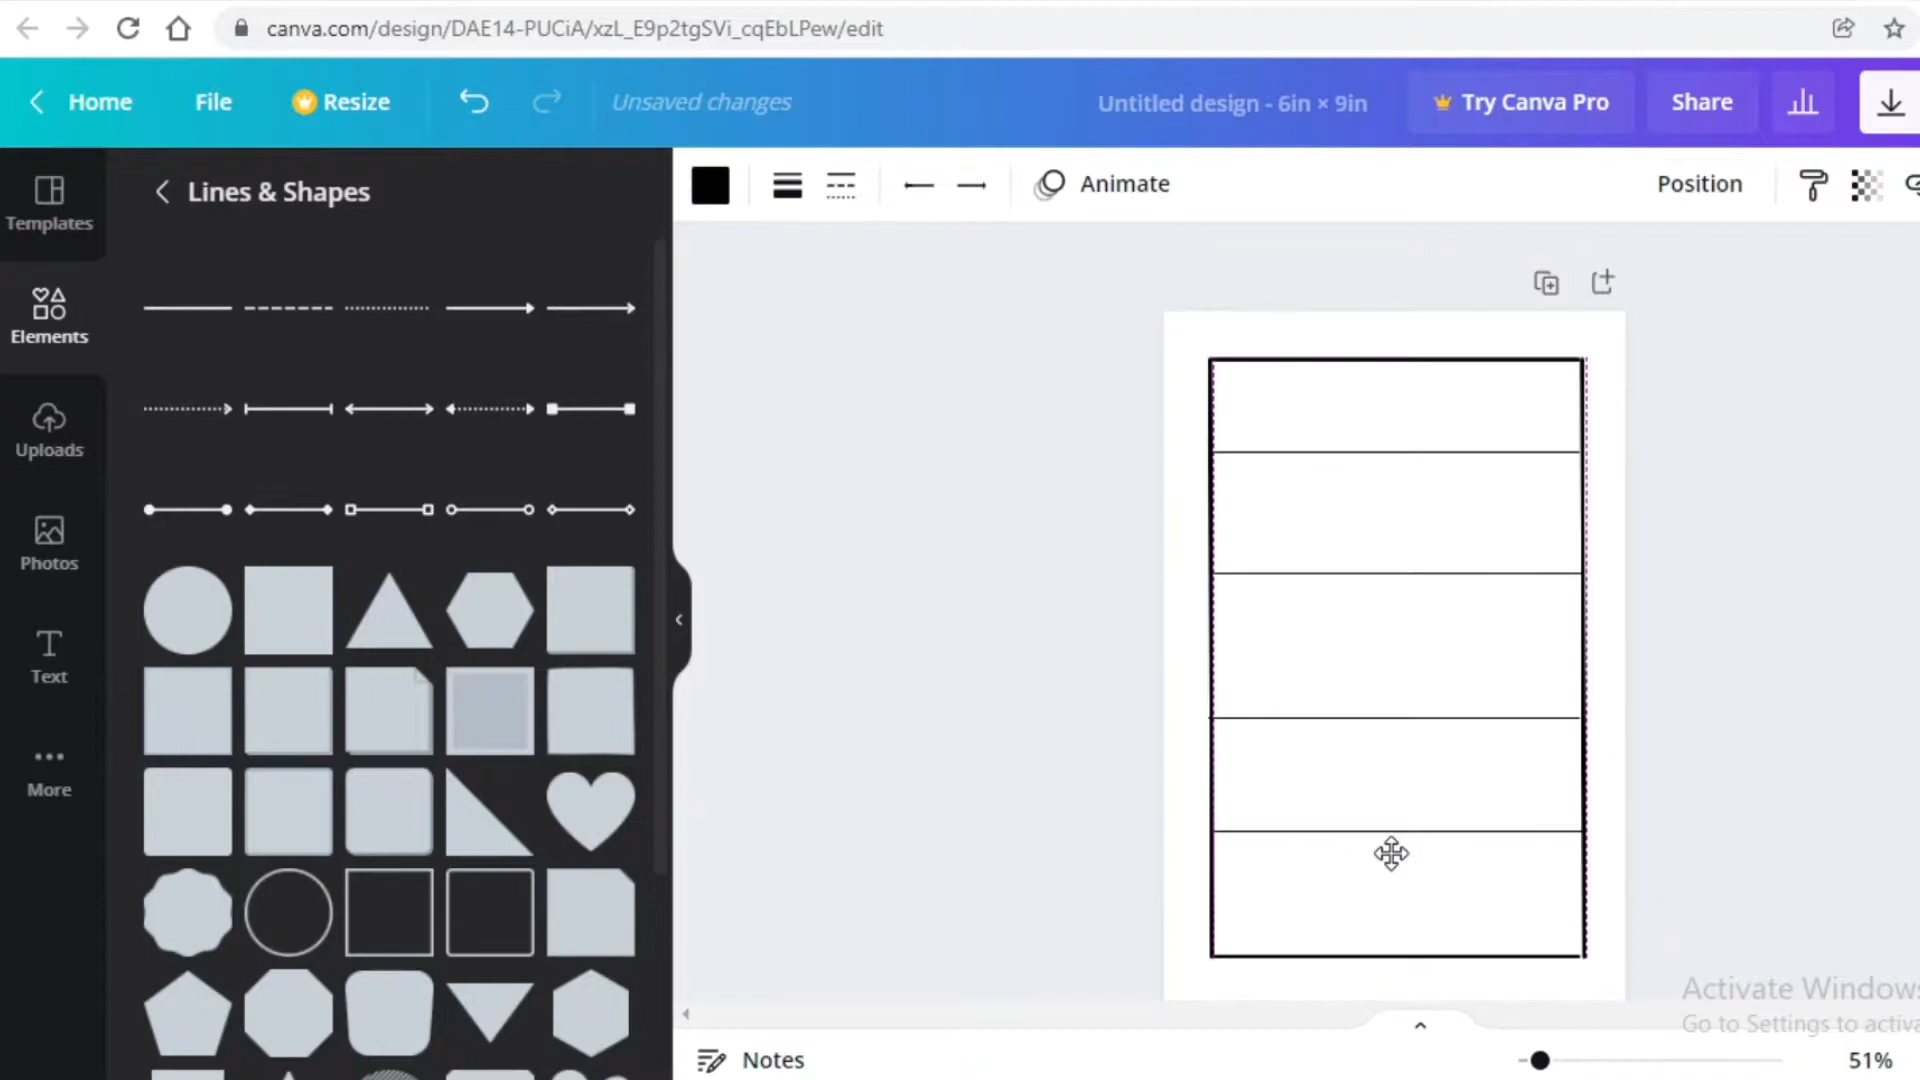 canva.com/design/DAE14-PUCiA/xzL_E9p2tgSVi_cqEbLPew/edit
Home File Resize Unsaved changes Untitled design - 6in × 9in Try Canva Pro Share
Templates
Elements
Uploads
Photos
Text
More
Lines & Shapes
Animate Position
Activate Windows
Go to Settings to activa
Notes 51%